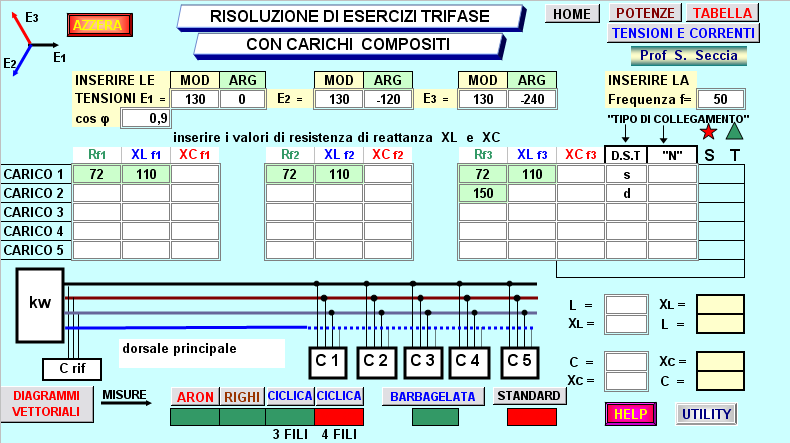 E3
E2
E1
AZZERA
RISOLUZIONE DI ESERCIZI TRIFASE
CON CARICHI COMPOSITI
HOME
POTENZE
TABELLA
TENSIONI E CORRENTI
Prof S. Seccia
INSERIRE LE
TENSIONI E1 =
MOD ARG
130 0
E2 =
MOD ARG
130 -120
E3 =
MOD ARG
130 -240
INSERIRE LA
Frequenza f= 50
cos φ 0,9
"TIPO DI COLLEGAMENTO"
inserire i valori di resistenza di reattanza XL e XC
Rf1 XL f1 XC f1 Rf2 XL f2 XC f2 Rf3 XL f3 XC f3 D.S.T "N" S T
CARICO 1 72 110 72 110 72 110 s
CARICO 2 150 d
CARICO 3
CARICO 4
CARICO 5
kw
C rif
dorsale principale
C 1 C 2 C 3 C 4 C 5
L = XL =
XL = L =
C = XC =
XC = C =
DIAGRAMMI
VETTORIALI
MISURE
ARON RIGHI CICLICA CICLICA
3 FILI 4 FILI
BARBAGELATA
STANDARD
HELP
UTILITY